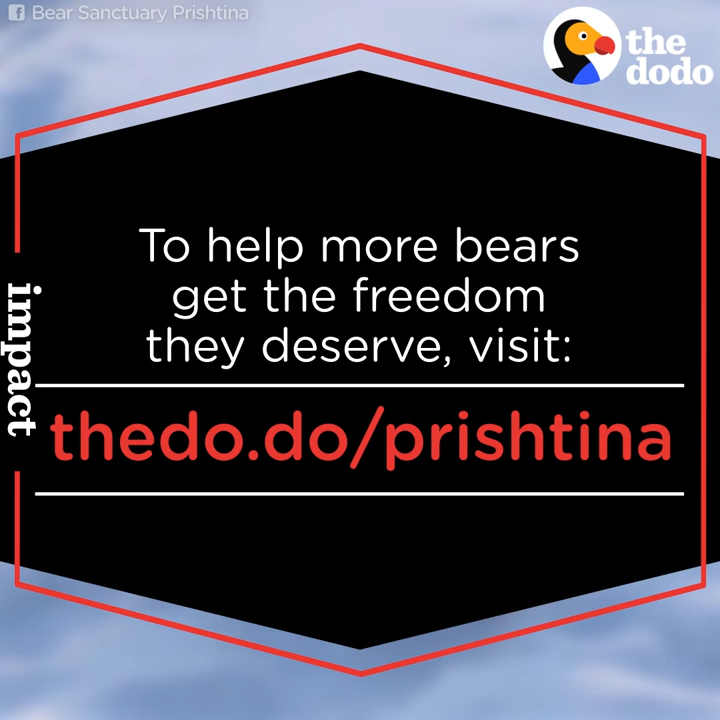 Bear Sanctuary Prishtina
the
dodo
To help more bears
get the freedom
they deserve, visit:
thedo.do/prishtina
impact